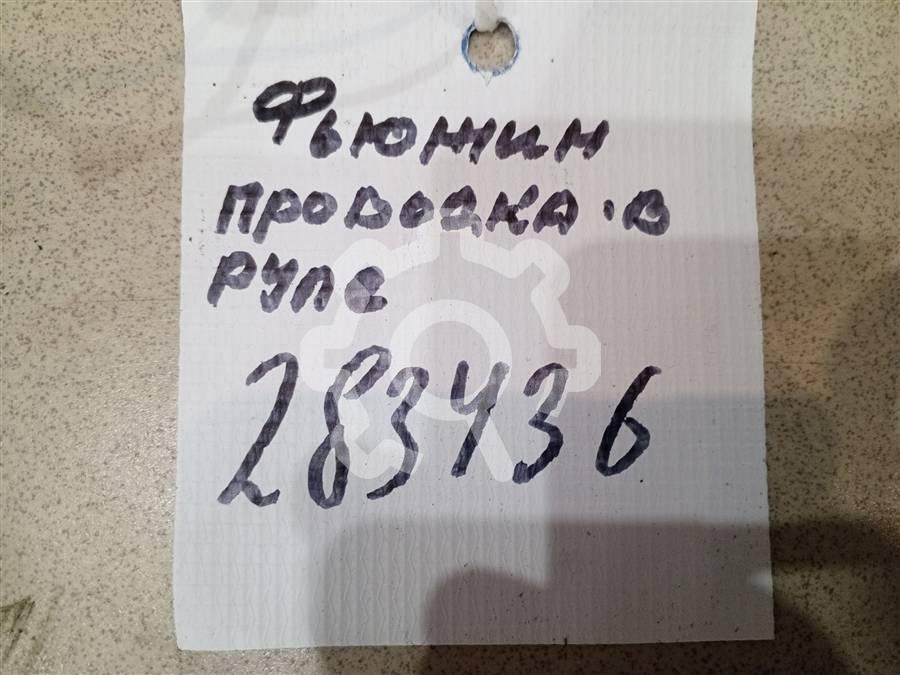 Фьюжин
проводка в
руле
283436